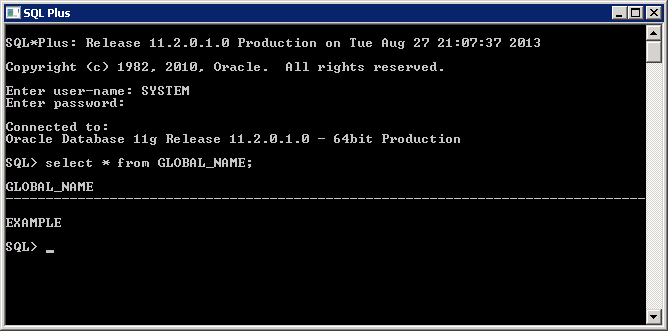 SQL Plus
SQL*Plus: Release 11.2.0.1.0 Production on Tue Aug 27 21:07:37 2013
Copyright (c) 1982, 2010, Oracle.  All rights reserved.
Enter user-name: SYSTEM
Enter password:
Connected to:
Oracle Database 11g Release 11.2.0.1.0 - 64bit Production
SQL> select * from GLOBAL_NAME;
GLOBAL_NAME
--------------------------------------------------------------------------------
EXAMPLE
SQL> _